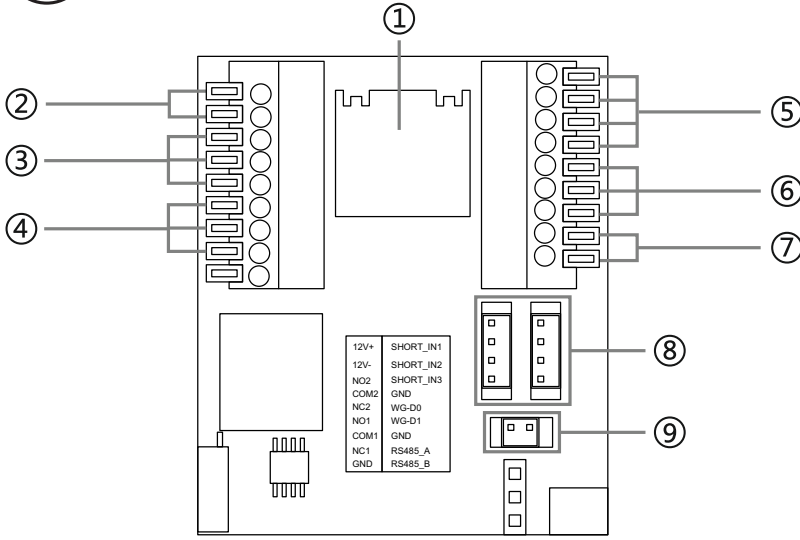 ①
②
③
④
⑤
⑥
⑦
⑧
⑨
12V+ SHORT_IN1
12V- SHORT_IN2
NO2 SHORT_IN3
COM2 GND
NC2 WG-D0
NO1 WG-D1
COM1 GND
NC1 RS485_A
GND RS485_B